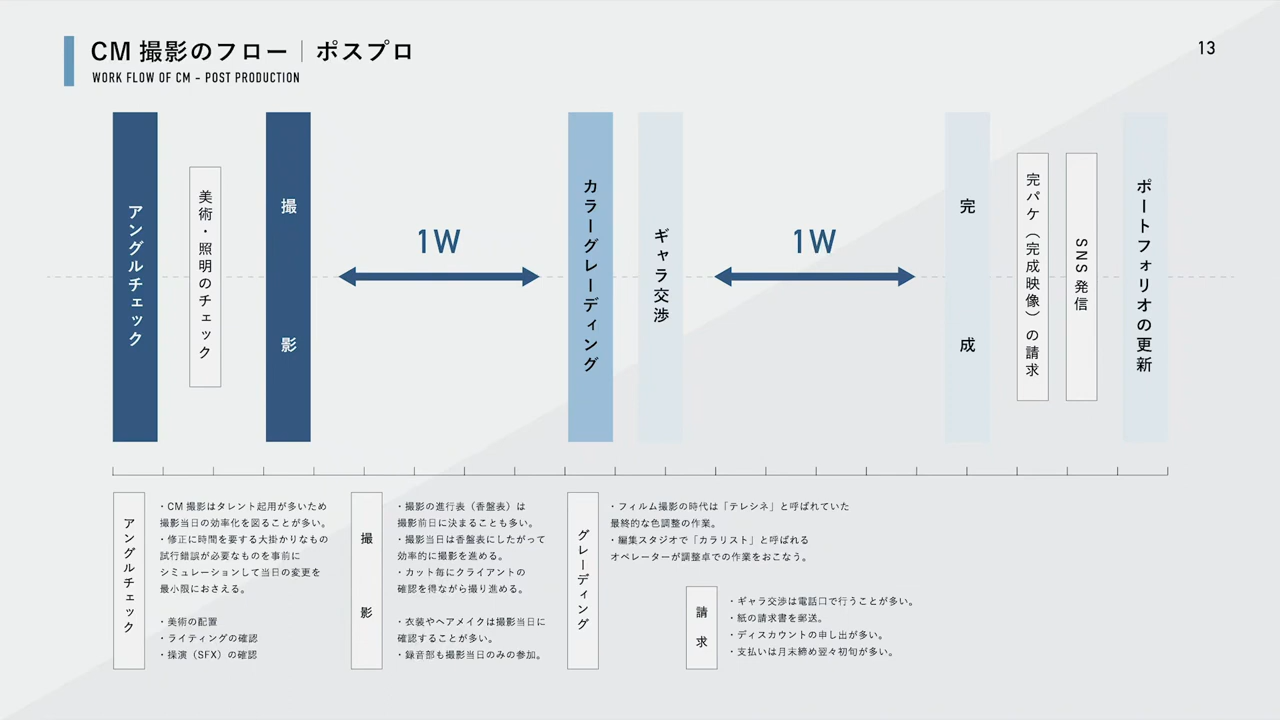 CM 撮影のフロー｜ポスプロ
WORK FLOW OF CM - POST PRODUCTION
13
アングルチェック
美術・照明のチェック
撮影
1W
カラーグレーディング
ギャラ交渉
1W
完成
完パケ（完成映像）の請求
SNS 発信
ポートフォリオの更新
アングルチェック
・CM 撮影はタレント起用が多いため
撮影当日の効率化を図ることが多い。
・修正に時間を要する大掛かりなもの
試行錯誤が必要なものを事前に
シミュレーションして当日の変更を
最小限におさえる。
・美術の配置
・ライティングの確認
・操演（SFX）の確認
撮影
・撮影の進行表（香盤表）は
撮影前日に決まることも多い。
・撮影当日は香盤表にしたがって
効率的に撮影を進める。
・カット毎にクライアントの
確認を得ながら撮り進める。
・衣装やヘアメイクは撮影当日に
確認することが多い。
・録音部も撮影当日のみの参加。
グレーディング
・フィルム撮影の時代は「テレシネ」と呼ばれていた
最終的な色調整の作業。
・編集スタジオで「カラリスト」と呼ばれる
オペレーターが調整卓での作業をおこなう。
請求
・ギャラ交渉は電話口で行うことが多い。
・紙の請求書を郵送。
・ディスカウントの申し出が多い。
・支払いは月末締め翌々初旬が多い。